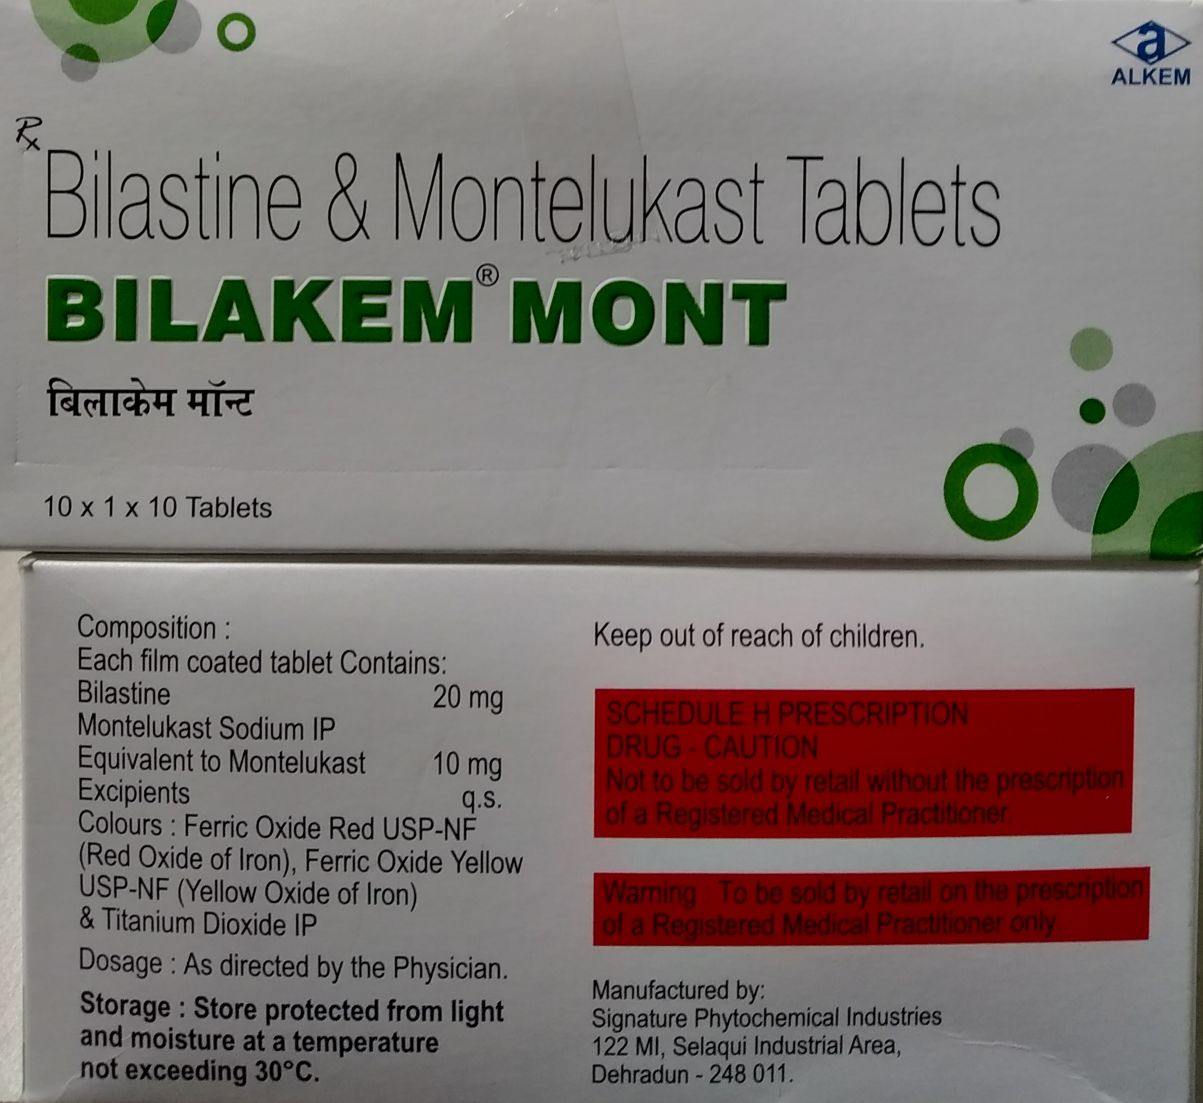 a
ALKEM
Rx
Bilastine & Montelukast Tablets
BILAKEM® MONT
बिलाकेम मॉन्ट
10 x 1 x 10 Tablets
Composition :
Each film coated tablet Contains:
Bilastine 20 mg
Montelukast Sodium IP
Equivalent to Montelukast 10 mg
Excipients q.s.
Colours : Ferric Oxide Red USP-NF
(Red Oxide of Iron), Ferric Oxide Yellow
USP-NF (Yellow Oxide of Iron)
& Titanium Dioxide IP
Dosage : As directed by the Physician.
Storage : Store protected from light
and moisture at a temperature
not exceeding 30°C.
Keep out of reach of children.
SCHEDULE H PRESCRIPTION
DRUG - CAUTION
Not to be sold by retail without the prescription
of a Registered Medical Practitioner.
Warning : To be sold by retail on the prescription
of a Registered Medical Practitioner only.
Manufactured by:
Signature Phytochemical Industries
122 MI, Selaqui Industrial Area,
Dehradun - 248 011.